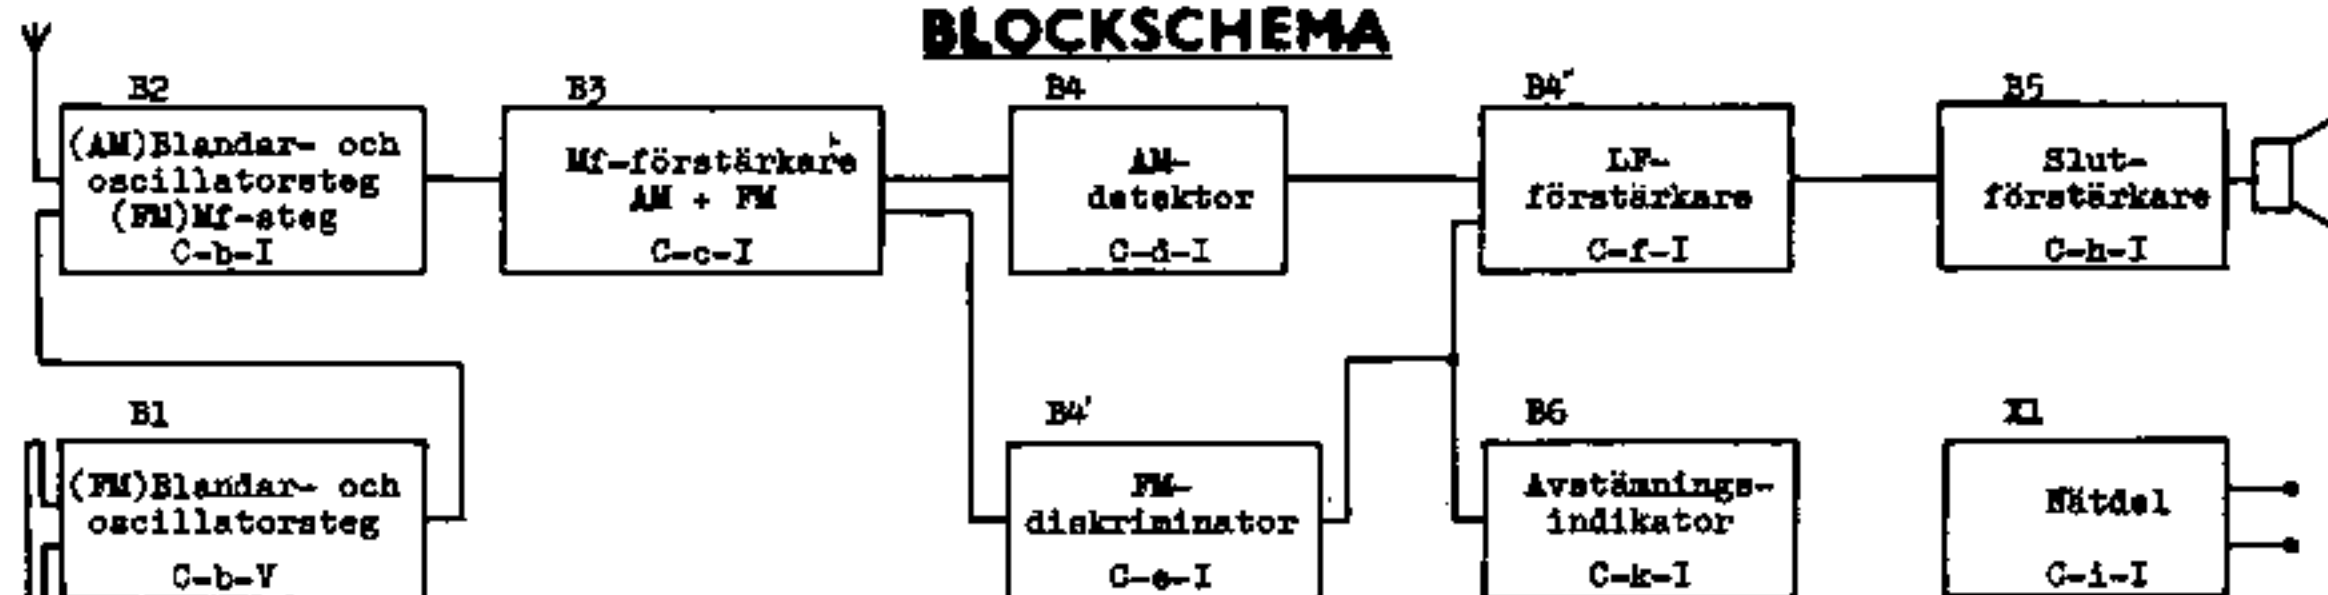 BLOCKSCHEMA
B2
(AM)Blandar- och
oscillatorsteg
(FM)Mf-steg
C-b-I
B3
Mf-förstärkare
AM + FM
C-c-I
B4
AM-
detektor
C-d-I
B4"
LF-
förstärkare
C-f-I
B5
Slut-
förstärkare
C-h-I
B1
(FM)Blandar- och
oscillatorsteg
C-b-V
B4'
FM-
diskriminator
C-e-I
B6
Avstämnings-
indikator
C-k-I
Nätdel
C-i-I